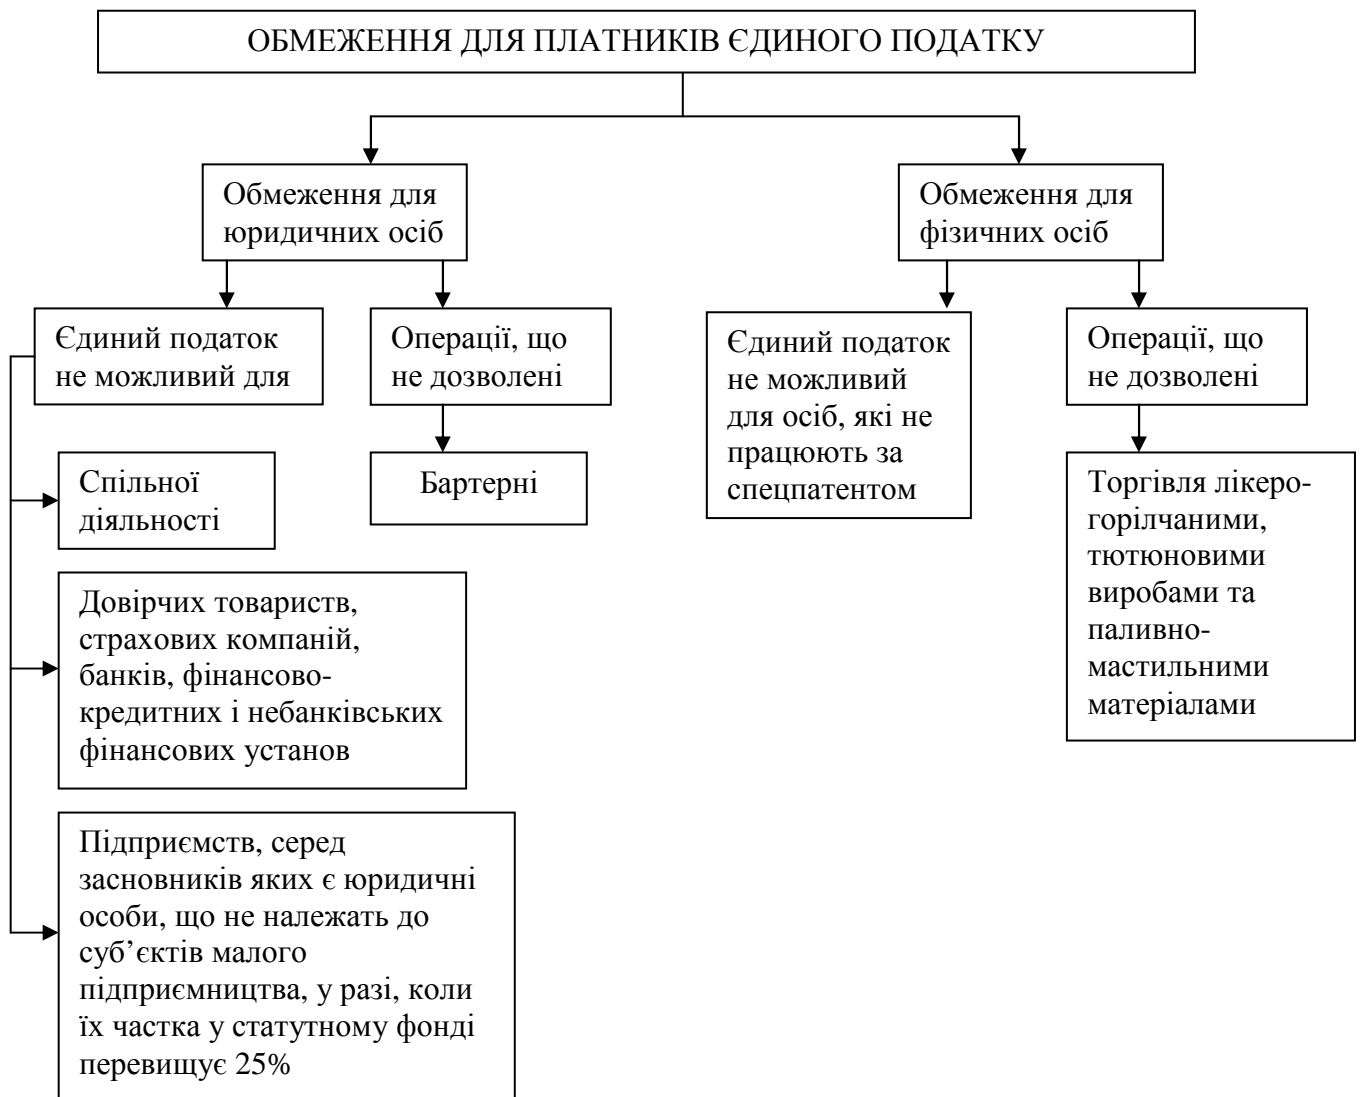 ОБМЕЖЕННЯ ДЛЯ ПЛАТНИКІВ ЄДИНОГО ПОДАТКУ
Обмеження для
юридичних осіб
Обмеження для
фізичних осіб
Єдиний податок
не можливий для
Операції, що
не дозволені
Єдиний податок
не можливий
для осіб, які не
працюють за
спецпатентом
Операції, що
не дозволені
Спільної
діяльності
Бартерні
Торгівля лікеро-
горілчаними,
тютюновими
виробами та
паливно-
мастильними
матеріалами
Довірчих товариств,
страхових компаній,
банків, фінансово-
кредитних і небанківських
фінансових установ
Підприємств, серед
засновників яких є юридичні
особи, що не належать до
суб’єктів малого
підприємництва, у разі, коли
їх частка у статутному фонді
перевищує 25%